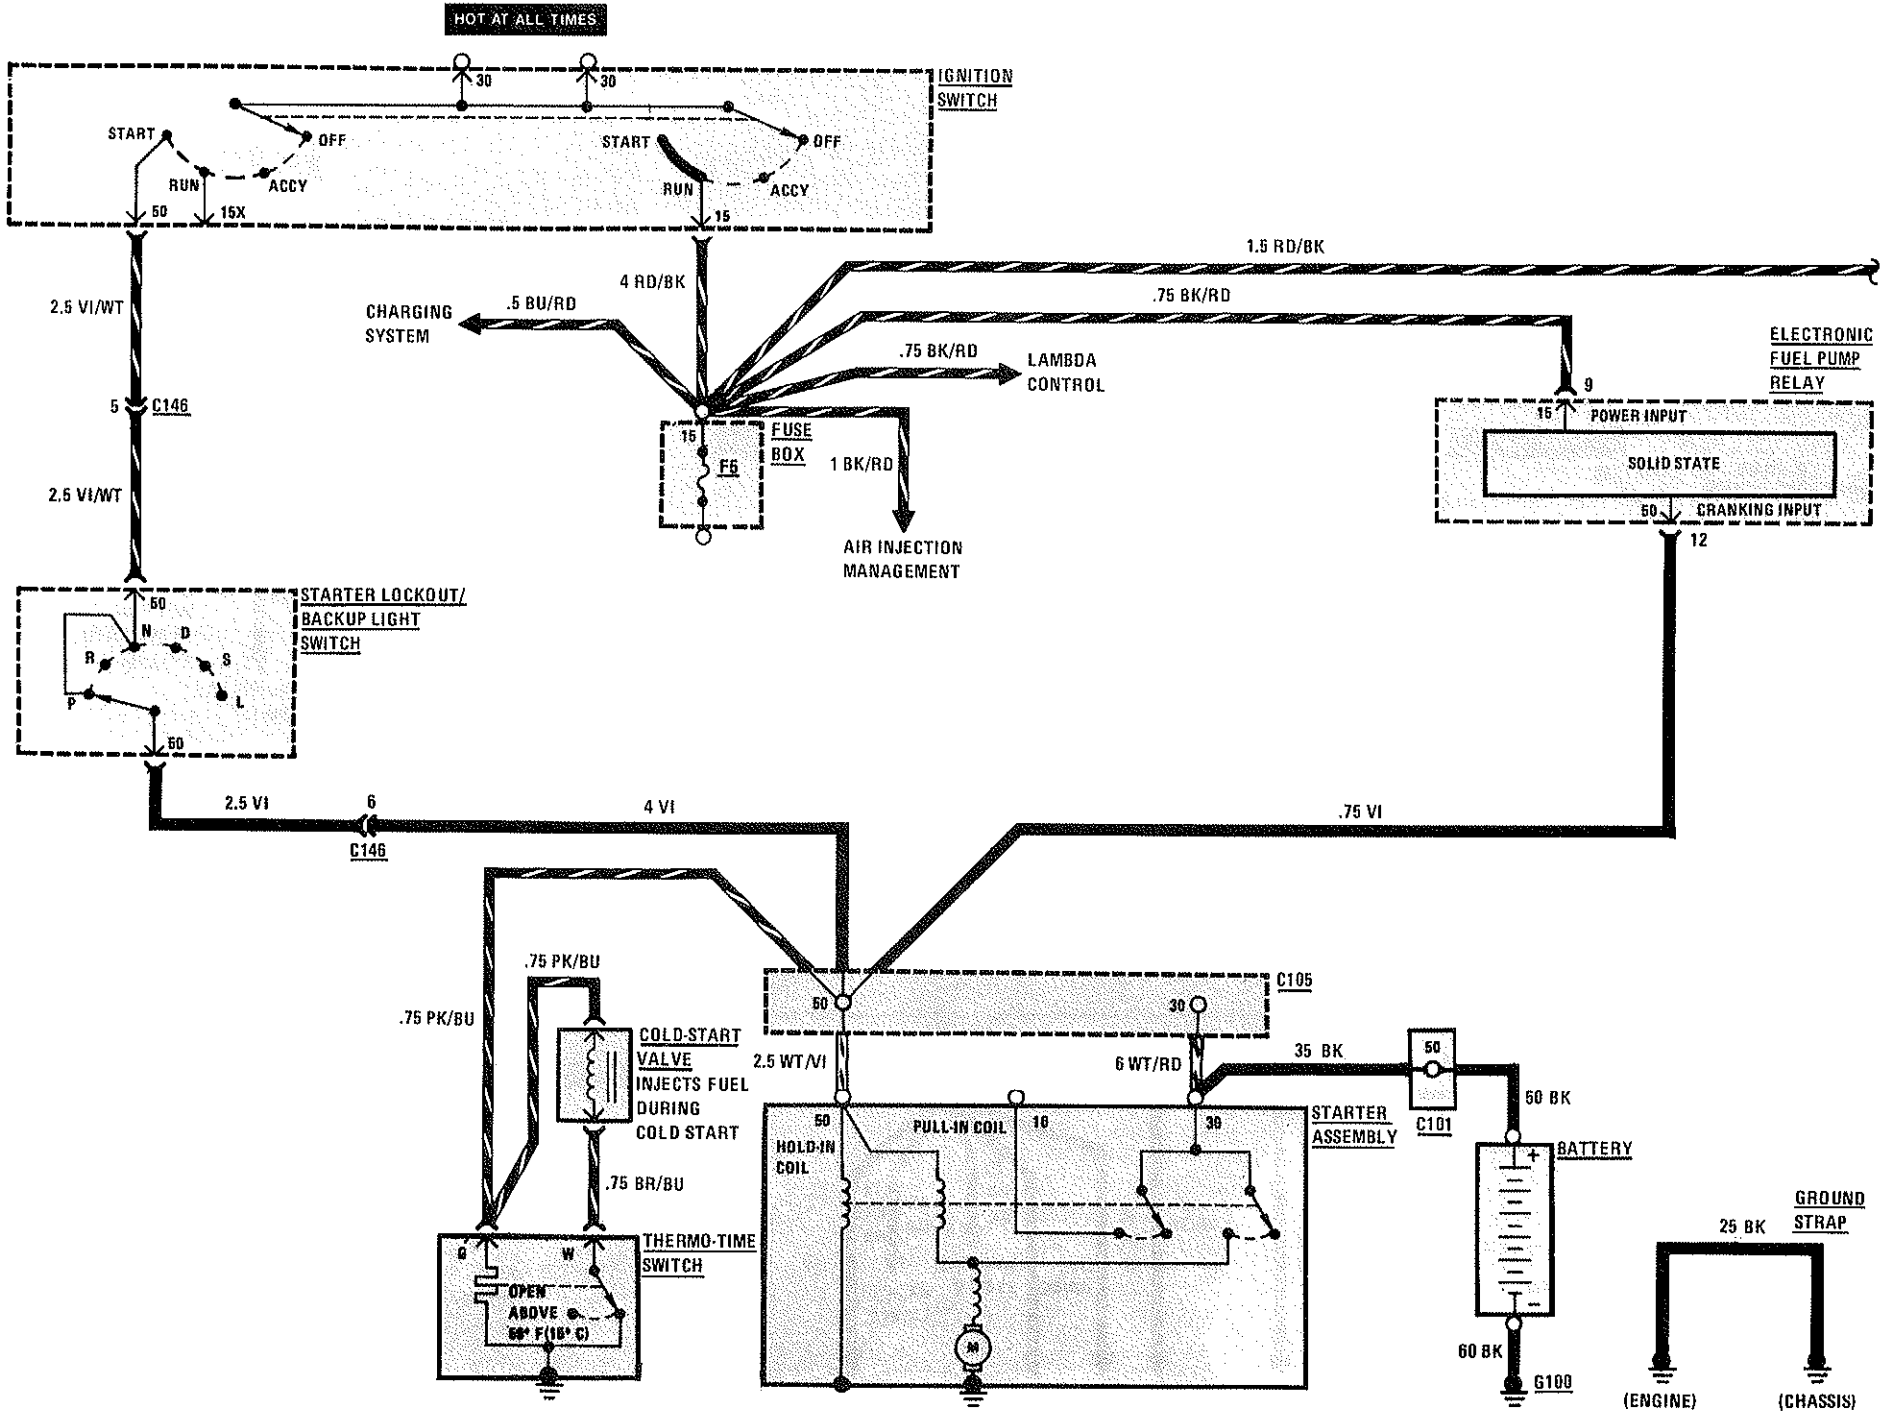 HOT AT ALL TIMES
30
30
IGNITION
SWITCH
START
OFF
RUN
ACCY
50
15X
START
OFF
RUN
ACCY
15
2.5 VI/WT
4 RD/BK
1.5 RD/BK
CHARGING
SYSTEM
.5 BU/RD
.75 BK/RD
.75 BK/RD
LAMBDA
CONTROL
ELECTRONIC
FUEL PUMP
RELAY
9
15
POWER INPUT
SOLID STATE
50
CRANKING INPUT
12
5
C146
15
F6
FUSE
BOX
1 BK/RD
AIR INJECTION
MANAGEMENT
2.5 VI/WT
50
STARTER LOCKOUT/
BACKUP LIGHT
SWITCH
N
D
R
S
P
L
50
2.5 VI
6
C146
4 VI
.75 VI
.75 PK/BU
.75 PK/BU
COLD-START
VALVE
INJECTS FUEL
DURING
COLD START
.75 BR/BU
50
30
C105
2.5 WT/VI
6 WT/RD
35 BK
50
C101
50 BK
BATTERY
+
−
60 BK
G100
50
PULL-IN COIL
16
30
STARTER
ASSEMBLY
HOLD-IN
COIL
M
G
W
THERMO-TIME
SWITCH
OPEN
ABOVE
GROUND
STRAP
25 BK
(ENGINE)
(CHASSIS)